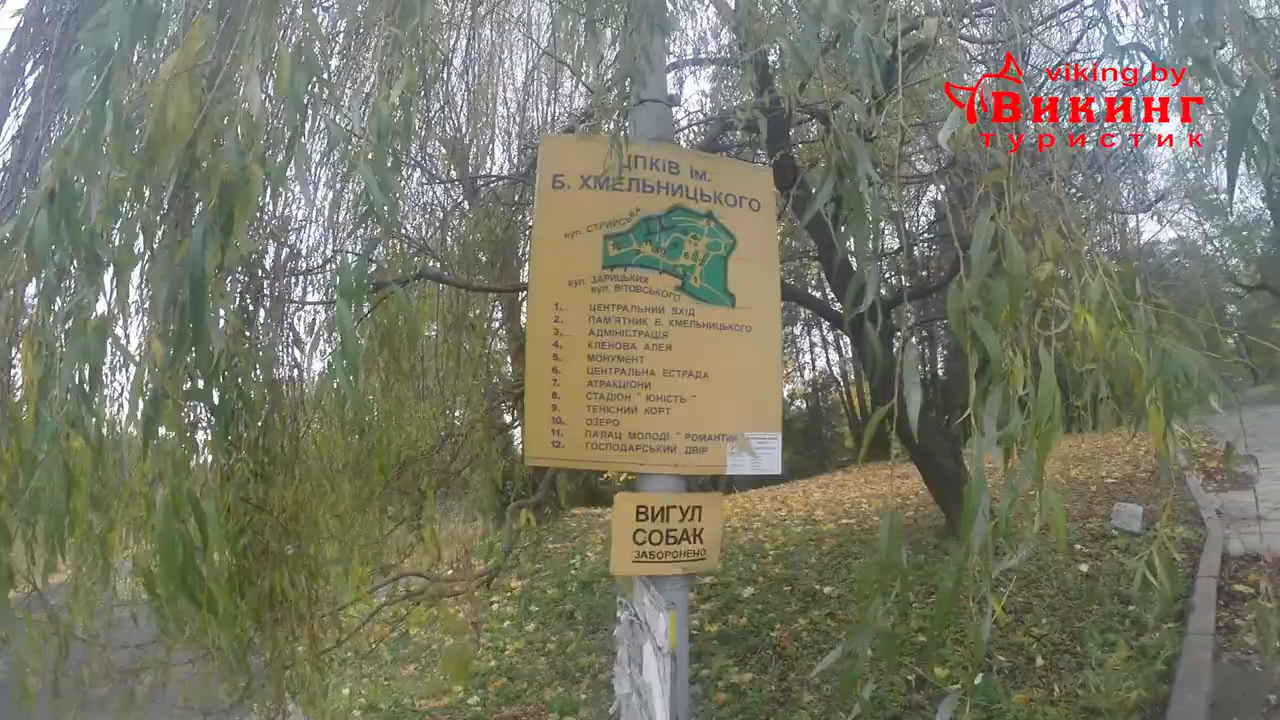 viking.by
Викинг
туристик
ЦПКІВ ім.
Б. ХМЕЛЬНИЦЬКОГО
вул. СТРИЙСЬКА
вул. ЗАРИЦЬКИХ
вул. ВІТОВСЬКОГО
1. ЦЕНТРАЛЬНИЙ ВХІД
2. ПАМ'ЯТНИК Б. ХМЕЛЬНИЦЬКОГО
3. АДМІНІСТРАЦІЯ
4. КЛЕНОВА АЛЕЯ
5. МОНУМЕНТ
6. ЦЕНТРАЛЬНА ЕСТРАДА
7. АТРАКЦІОНИ
8. СТАДІОН "ЮНІСТЬ"
9. ТЕНІСНИЙ КОРТ
10. ОЗЕРО
11. ПАЛАЦ МОЛОДІ "РОМАНТИК
12. ГОСПОДАРСЬКИЙ ДВІР
ВИГУЛ
СОБАК
ЗАБОРОНЕНО